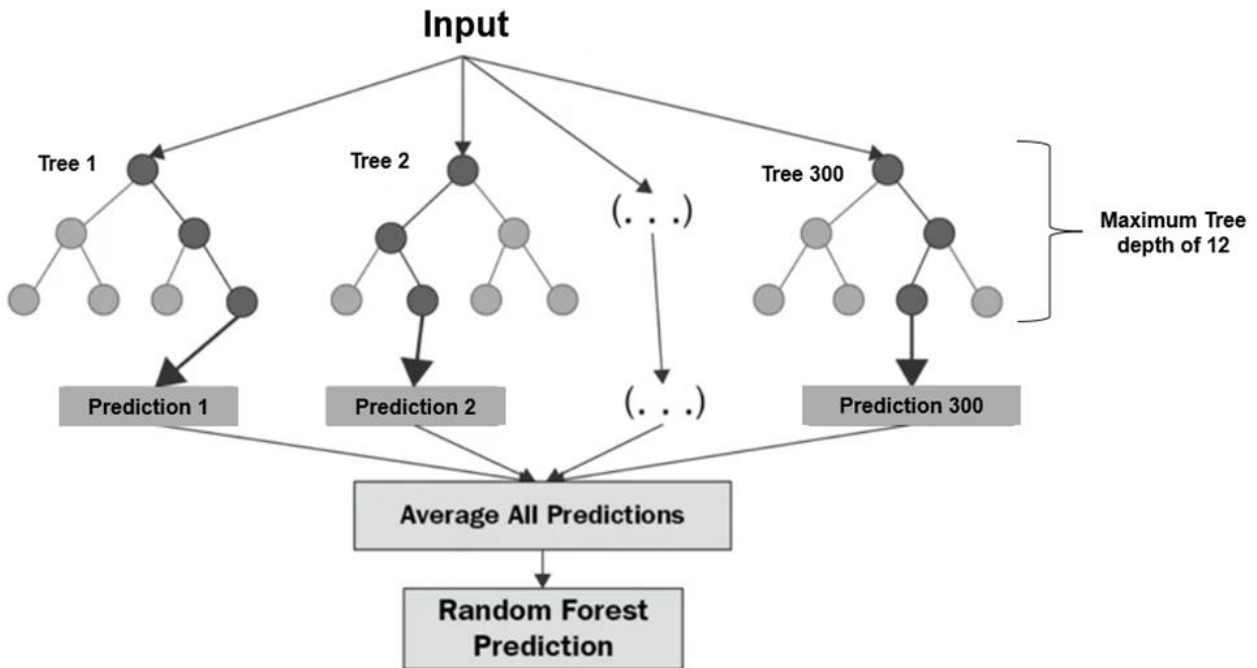 Input
Tree 1
Tree 2
Tree 300
(. . .)
Maximum Tree
depth of 12
Prediction 1
Prediction 2
(. . .)
Prediction 300
Average All Predictions
Random Forest
Prediction